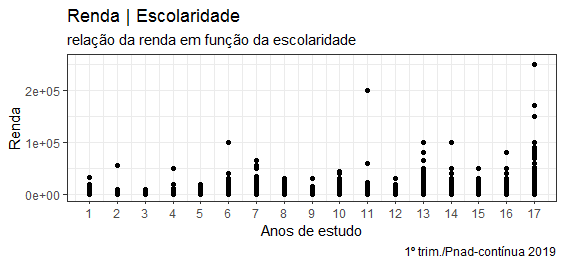 Renda | Escolaridade
relação da renda em função da escolaridade
2e+05
1e+05
0e+00
Renda
1 2 3 4 5 6 7 8 9 10 11 12 13 14 15 16 17
Anos de estudo
1º trim./Pnad-contínua 2019